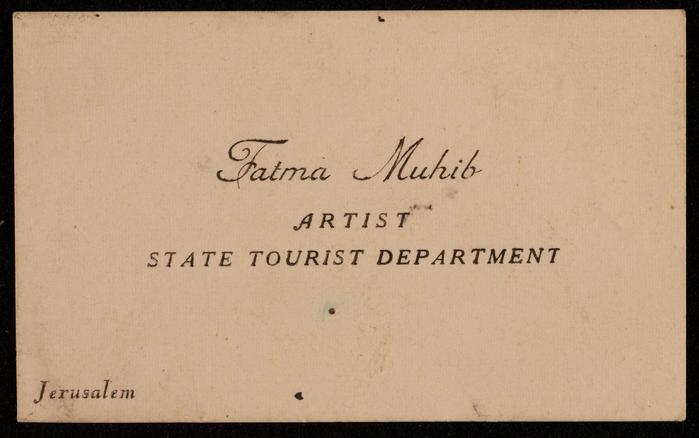 Fatma Muhib
ARTIST
STATE TOURIST DEPARTMENT
Jerusalem